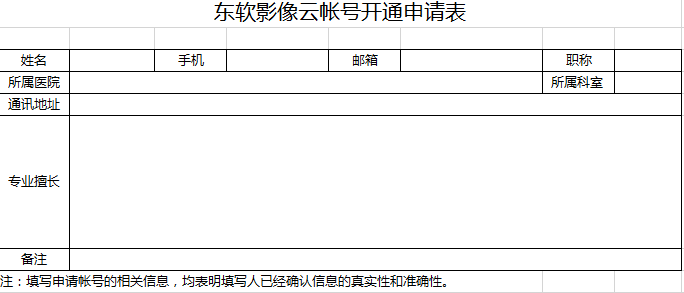 东软影像云帐号开通申请表
姓名 手机 邮箱 职称
所属医院 所属科室
通讯地址
专业擅长
备注
注：填写申请帐号的相关信息，均表明填写人已经确认信息的真实性和准确性。